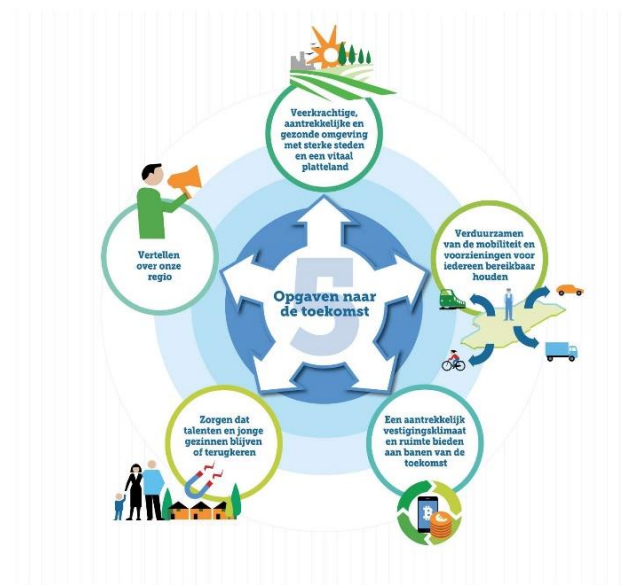 Veerkrachtige,
aantrekkelijke en
gezonde omgeving
met sterke steden
en een vitaal
platteland
Verduurzamen
van de mobiliteit en
voorzieningen voor
iedereen bereikbaar
houden
Een aantrekkelijk
vestigingsklimaat
en ruimte bieden
aan banen van de
toekomst
Zorgen dat
talenten en jonge
gezinnen blijven
of terugkeren
Vertellen
over onze
regio
5
Opgaven naar
de toekomst